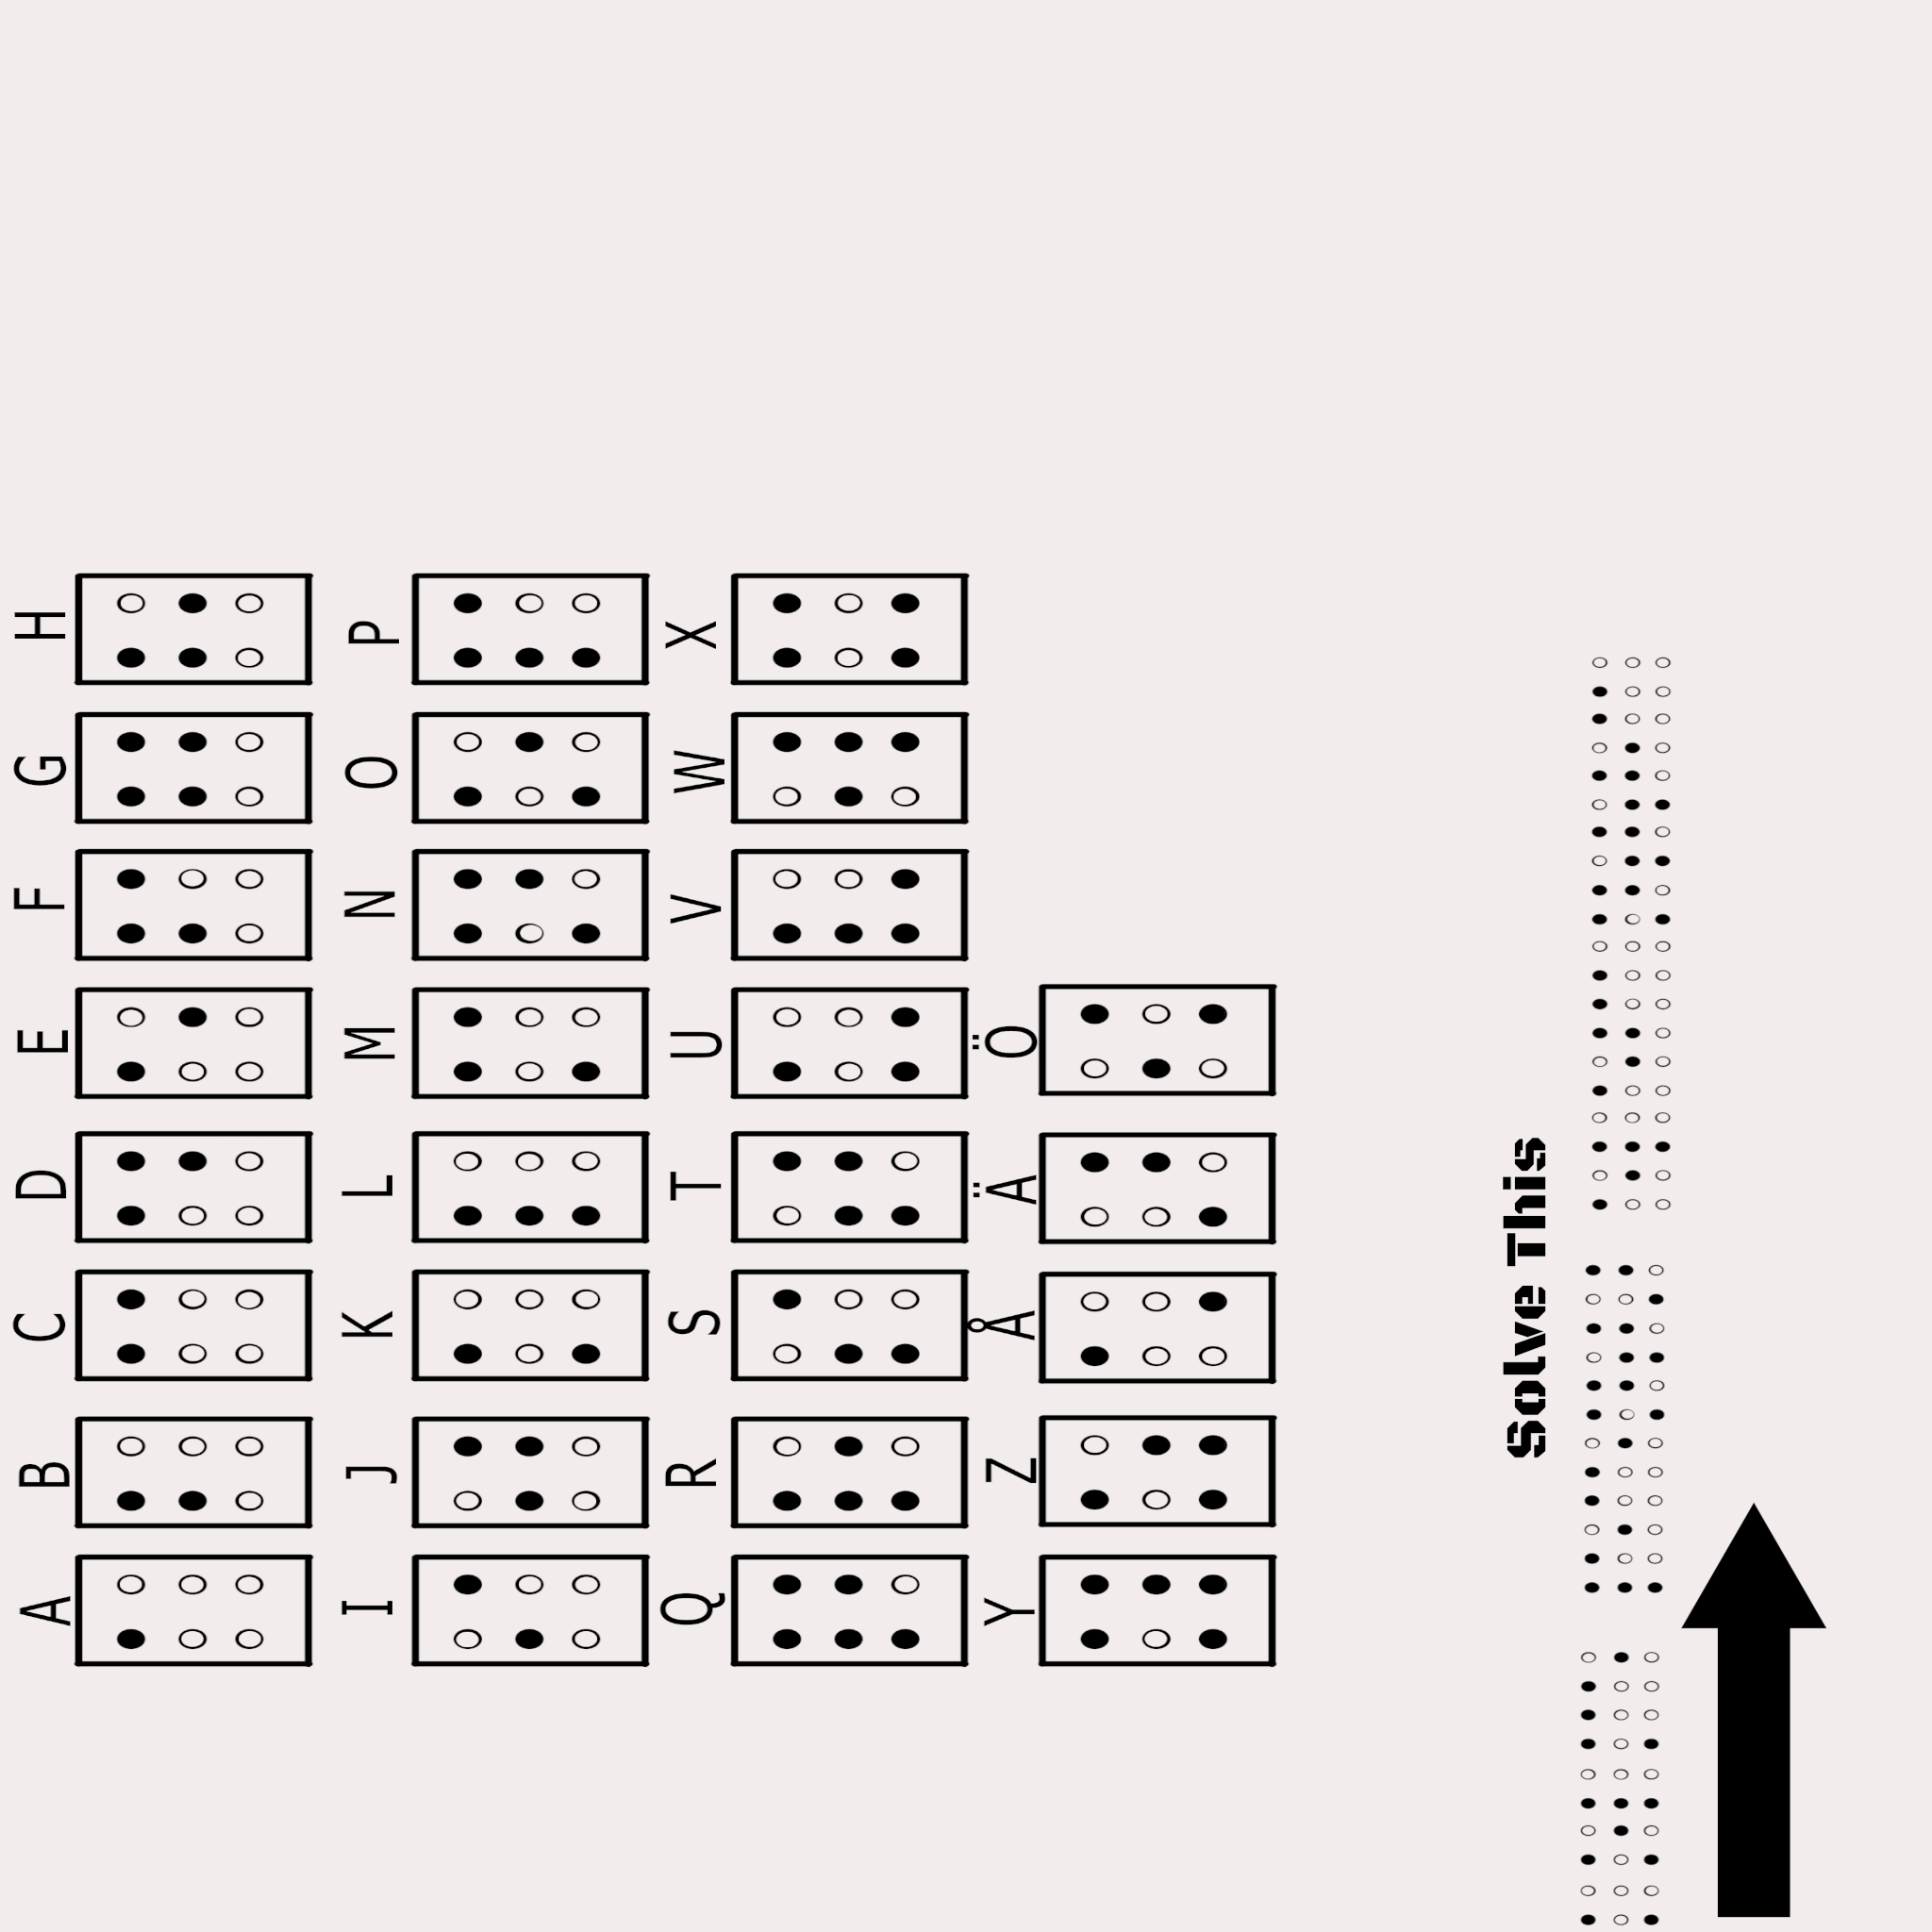 A B C D E F G H
I J K L M N O P
Q R S T U V W X
Y Z Å Ä Ö
Solve This
⠅⠕⠇⠍⠑ ⠏⠊⠑⠝⠞⠜ ⠑⠇⠑⠋⠁⠝⠞⠞⠊⠁